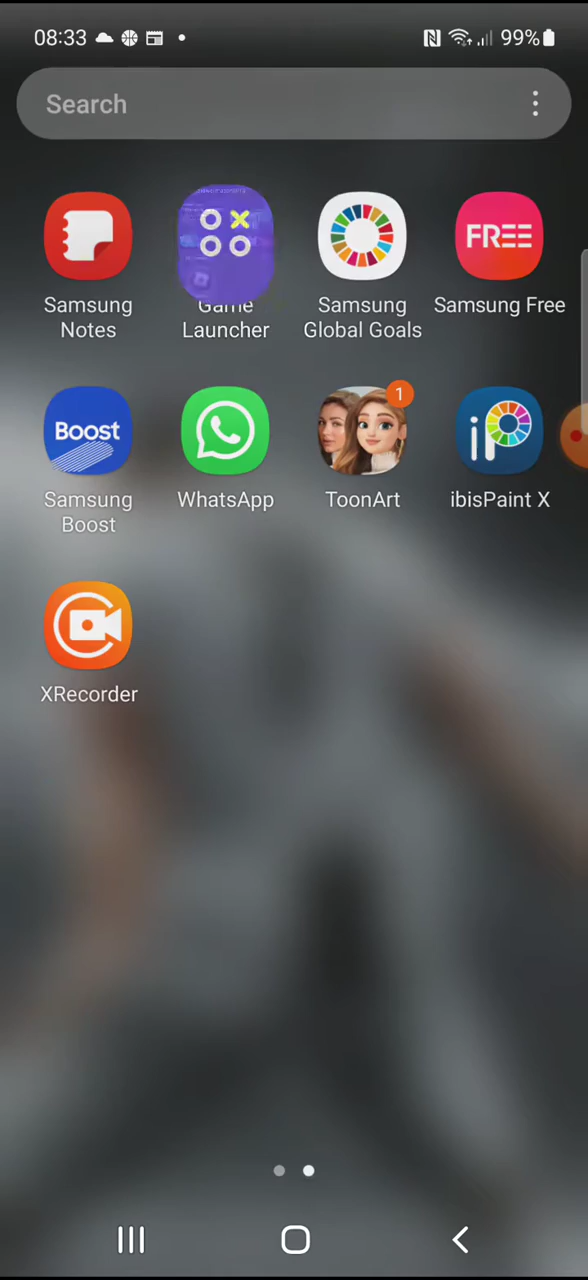 08:33
99%
Search
FREE
Samsung Notes
Game Launcher
Samsung Global Goals
Samsung Free
Boost
1
iP
Samsung Boost
WhatsApp
ToonArt
ibisPaint X
XRecorder